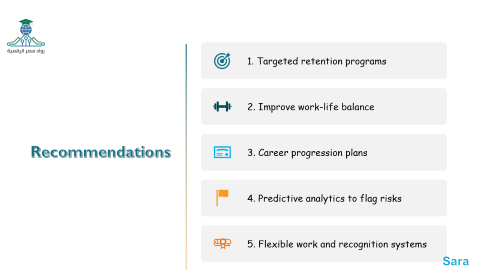 رواد مصر الرقمية
Recommendations
1. Targeted retention programs
2. Improve work-life balance
3. Career progression plans
4. Predictive analytics to flag risks
5. Flexible work and recognition systems
Sara